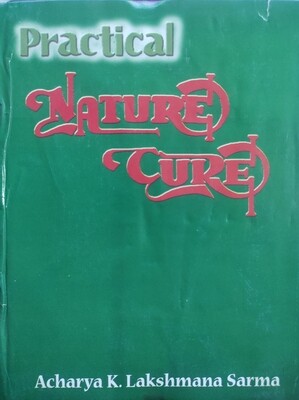 Practical
NATURE
CURE
Acharya K. Lakshmana Sarma